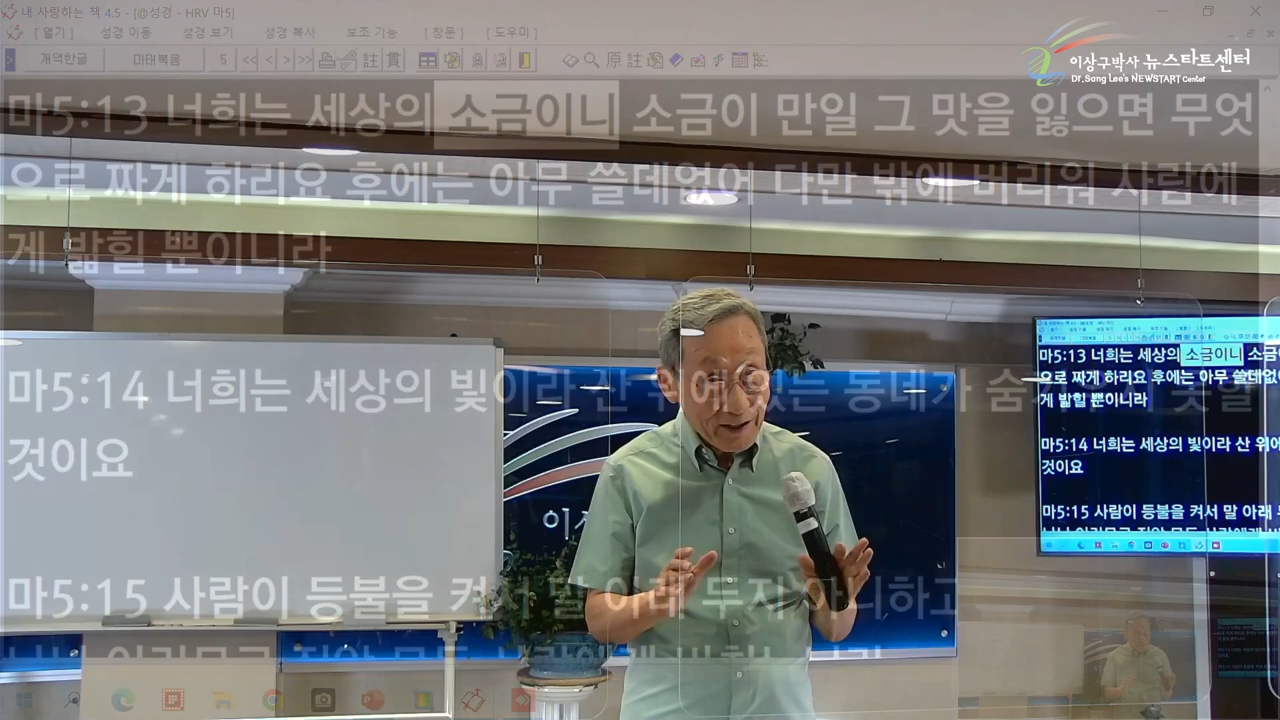 내 사랑하는 책 4.5 - [@성경 - HRV 마5]
[ 열기 ] 성경 이동 성경 보기 성경 복사 보조 기능 [ 창문 ] [ 도우미 ]
개역한글 마태복음 5 << < > >> 註 貫 原 註
이상구박사 뉴스타트센터
Dr.Sang Lee's NEWSTART Center
마5:13 너희는 세상의 소금이니 소금이 만일 그 맛을 잃으면 무엇
으로 짜게 하리요 후에는 아무 쓸데없어 다만 밖에 버리워 사람에
게 밟힐 뿐이니라
마5:14 너희는 세상의 빛이라 산 위에 있는 동네가 숨
것이요
마5:15 사람이 등불을 켜서 말 아래 두지 아니하고
마5:13 너희는 세상의 소금이니 소금
으로 짜게 하리요 후에는 아무 쓸데없
게 밟힐 뿐이니라
마5:14 너희는 세상의 빛이라 산 위에
것이요
마5:15 사람이 등불을 켜서 말 아래